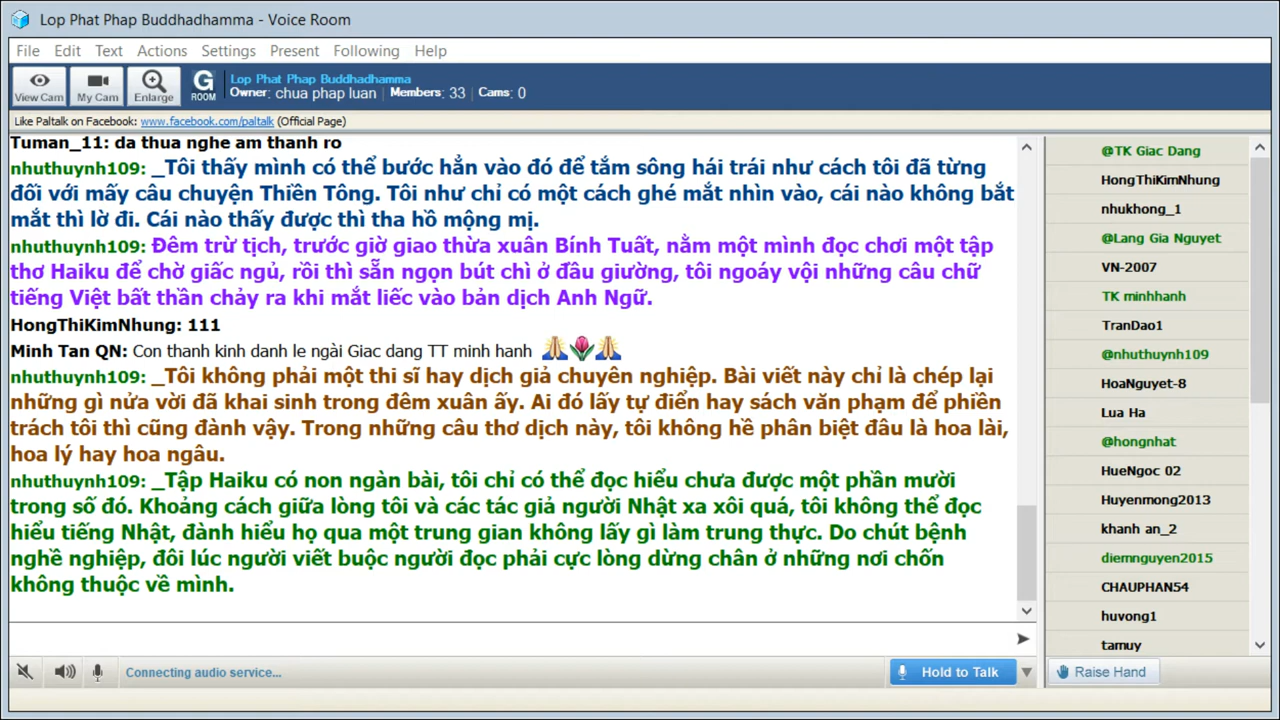 Lop Phat Phap Buddhadhamma - Voice Room
File Edit Text Actions Settings Present Following Help
View Cam
My Cam
Enlarge
G
ROOM
Lop Phat Phap Buddhadhamma
Owner: chua phap luan | Members: 33 | Cams: 0
Like Paltalk on Facebook: www.facebook.com/paltalk (Official Page)
Tuman_11: da thua nghe am thanh ro
nhuthuynh109: _Tôi thấy mình có thể bước hẳn vào đó để tắm sông hái trái như cách tôi đã từng
đối với mấy câu chuyện Thiền Tông. Tôi như chỉ có một cách ghé mắt nhìn vào, cái nào không bắt
mắt thì lờ đi. Cái nào thấy được thì tha hồ mộng mị.
nhuthuynh109: Đêm trừ tịch, trước giờ giao thừa xuân Bính Tuất, nằm một mình đọc chơi một tập
thơ Haiku để chờ giấc ngủ, rồi thì sẵn ngọn bút chì ở đầu giường, tôi ngoáy vội những câu chữ
tiếng Việt bất thần chảy ra khi mắt liếc vào bản dịch Anh Ngữ.
HongThiKimNhung: 111
Minh Tan QN: Con thanh kinh danh le ngài Giac dang TT minh hanh
nhuthuynh109: _Tôi không phải một thi sĩ hay dịch giả chuyên nghiệp. Bài viết này chỉ là chép lại
những gì nửa vời đã khai sinh trong đêm xuân ấy. Ai đó lấy tự điển hay sách văn phạm để phiền
trách tôi thì cũng đành vậy. Trong những câu thơ dịch này, tôi không hề phân biệt đâu là hoa lài,
hoa lý hay hoa ngâu.
nhuthuynh109: _Tập Haiku có non ngàn bài, tôi chỉ có thể đọc hiểu chưa được một phần mười
trong số đó. Khoảng cách giữa lòng tôi và các tác giả người Nhật xa xôi quá, tôi không thể đọc
hiểu tiếng Nhật, đành hiểu họ qua một trung gian không lấy gì làm trung thực. Do chút bệnh
nghề nghiệp, đôi lúc người viết buộc người đọc phải cực lòng dừng chân ở những nơi chốn
không thuộc về mình.
@TK Giac Dang
HongThiKimNhung
nhukhong_1
@Lang Gia Nguyet
VN-2007
TK minhhanh
TranDao1
@nhuthuynh109
HoaNguyet-8
Lua Ha
@hongnhat
HueNgoc 02
Huyenmong2013
khanh an_2
diemnguyen2015
CHAUPHAN54
huvong1
tamuy
Connecting audio service...
Hold to Talk
Raise Hand